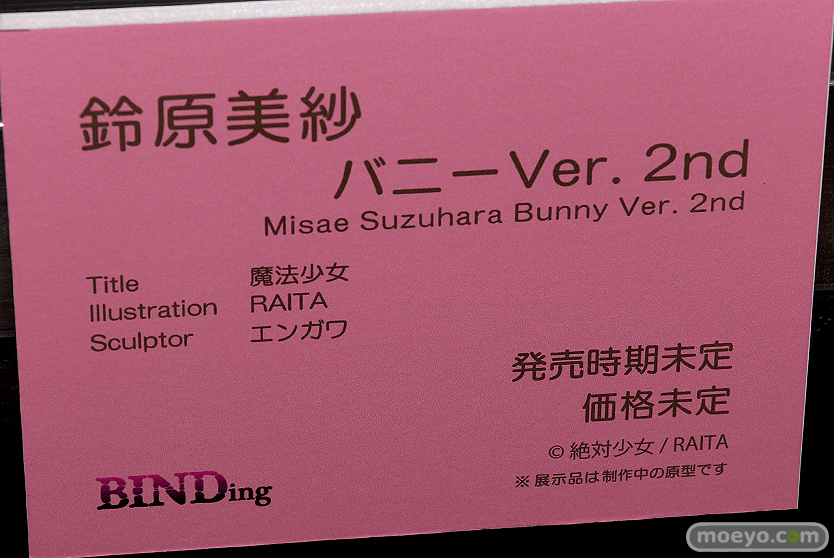 鈴原美紗
バニーVer. 2nd
Misae Suzuhara Bunny Ver. 2nd
Title 魔法少女
Illustration RAITA
Sculptor エンガワ
発売時期未定
価格未定
© 絶対少女 / RAITA
※ 展示品は制作中の原型です
BINDing
moeyo.com